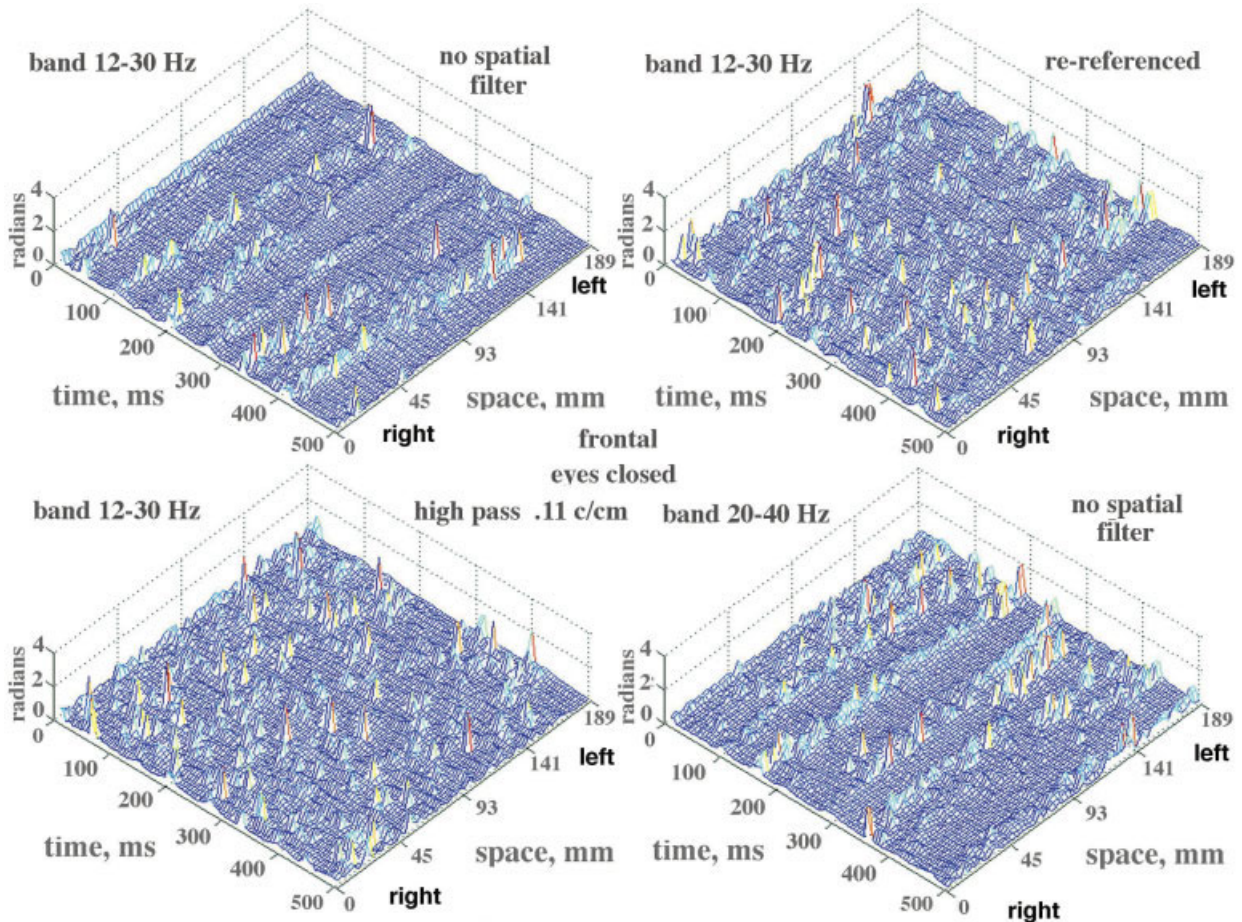 band 12-30 Hz
no spatial
filter
4
2
0
radians
0
100
200
300
400
500
time, ms
0
45
93
141
189
space, mm
right
left
band 12-30 Hz
re-referenced
4
2
0
radians
0
100
200
300
400
500
time, ms
0
45
93
141
189
space, mm
right
left
frontal
eyes closed
band 12-30 Hz
high pass .11 c/cm
4
2
0
radians
0
100
200
300
400
500
time, ms
0
45
93
141
189
space, mm
right
left
band 20-40 Hz
no spatial
filter
4
2
0
radians
0
100
200
300
400
500
time, ms
0
45
93
141
189
space, mm
right
left